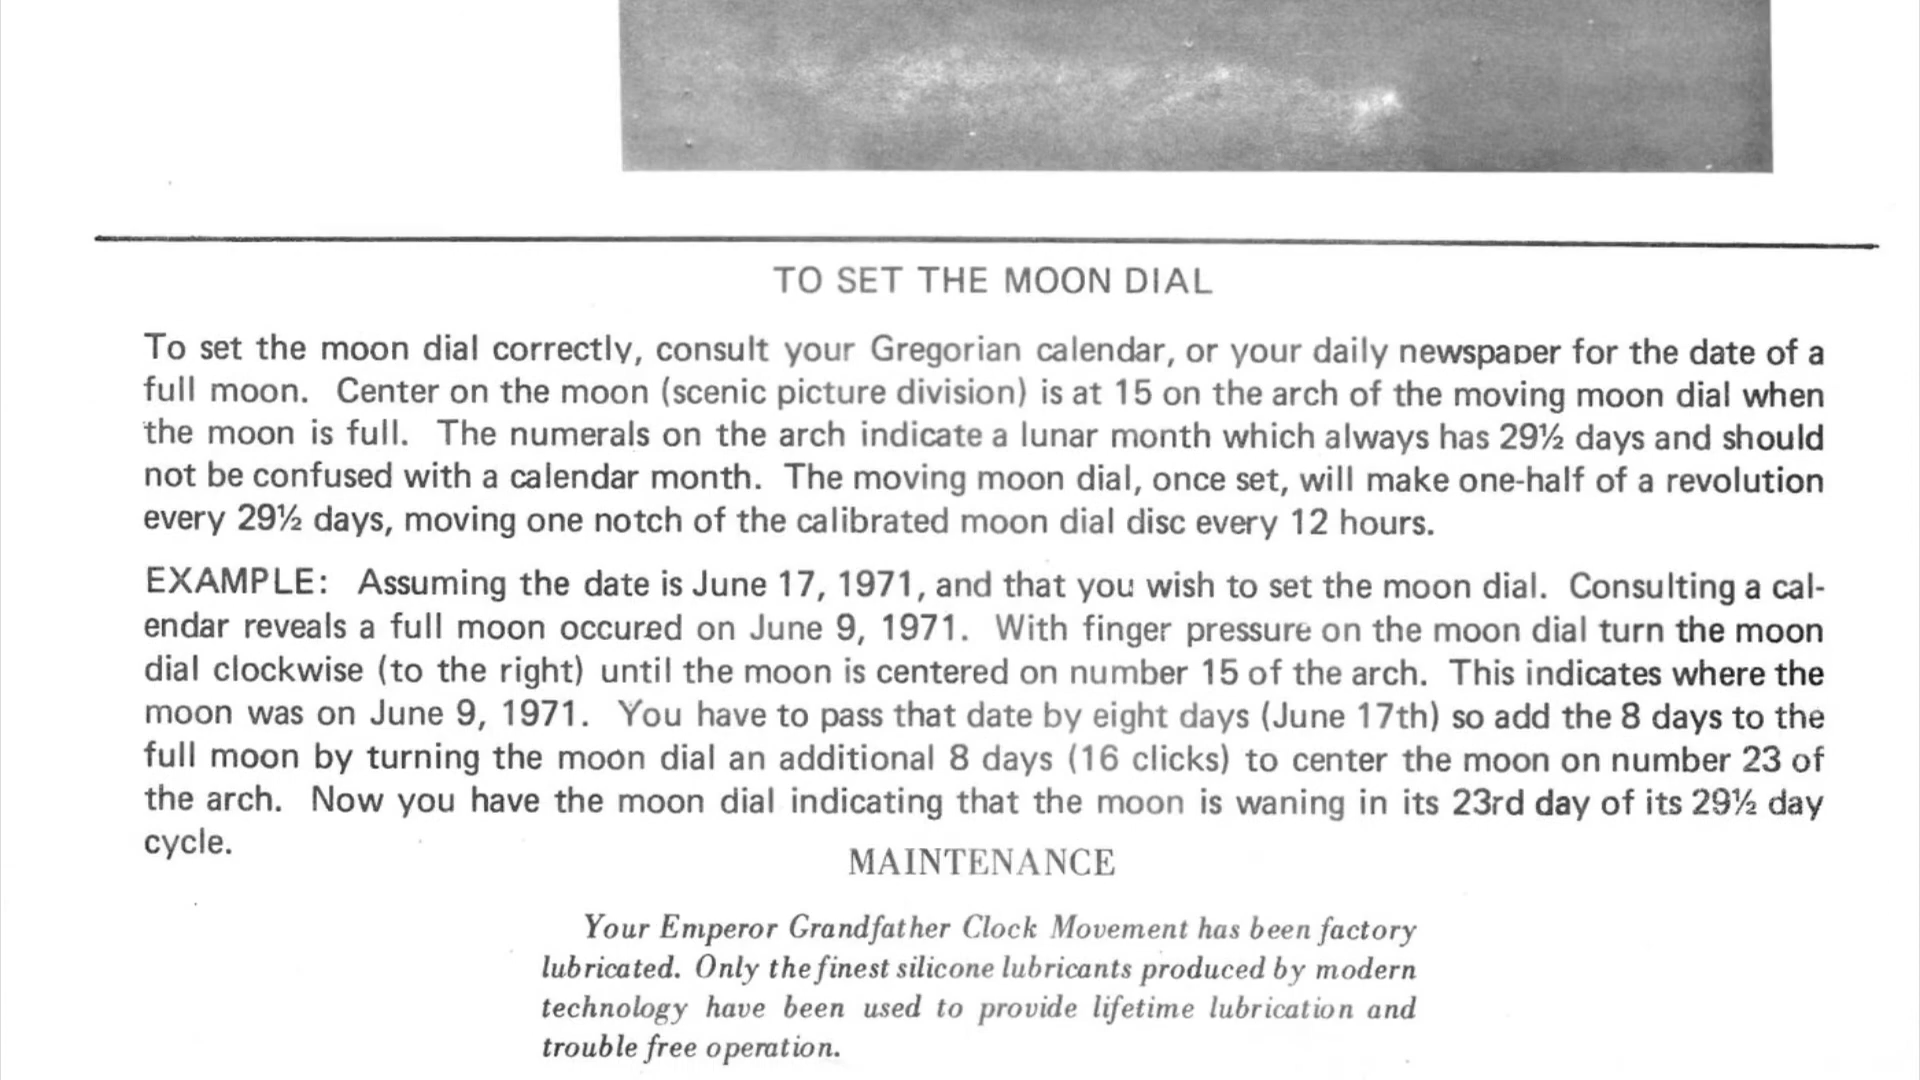 TO SET THE MOON DIAL
To set the moon dial correctly, consult your Gregorian calendar, or your daily newspaper for the date of a
full moon. Center on the moon (scenic picture division) is at 15 on the arch of the moving moon dial when
the moon is full. The numerals on the arch indicate a lunar month which always has 29½ days and should
not be confused with a calendar month. The moving moon dial, once set, will make one-half of a revolution
every 29½ days, moving one notch of the calibrated moon dial disc every 12 hours.
EXAMPLE: Assuming the date is June 17, 1971, and that you wish to set the moon dial. Consulting a cal-
endar reveals a full moon occured on June 9, 1971. With finger pressure on the moon dial turn the moon
dial clockwise (to the right) until the moon is centered on number 15 of the arch. This indicates where the
moon was on June 9, 1971. You have to pass that date by eight days (June 17th) so add the 8 days to the
full moon by turning the moon dial an additional 8 days (16 clicks) to center the moon on number 23 of
the arch. Now you have the moon dial indicating that the moon is waning in its 23rd day of its 29½ day
cycle.
MAINTENANCE
Your Emperor Grandfather Clock Movement has been factory
lubricated. Only the finest silicone lubricants produced by modern
technology have been used to provide lifetime lubrication and
trouble free operation.